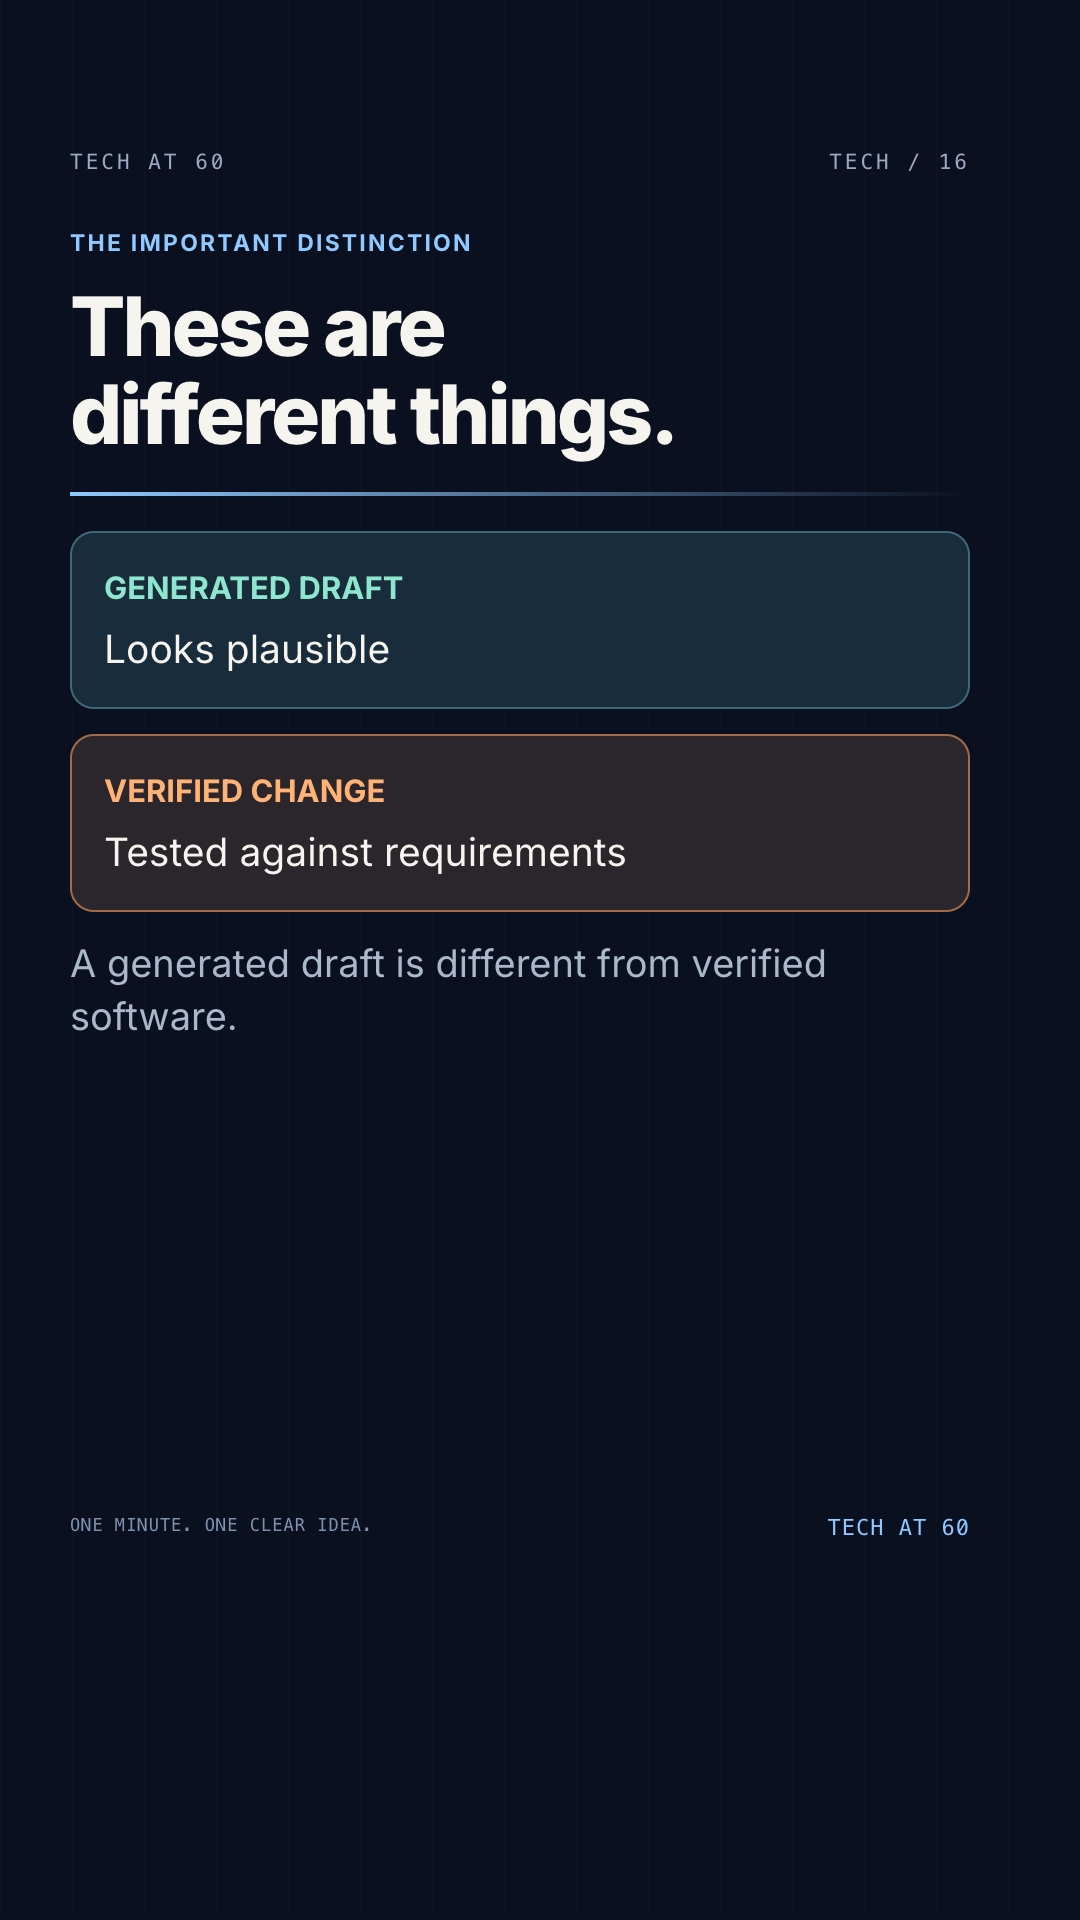 TECH AT 60
TECH / 16
THE IMPORTANT DISTINCTION
These are
different things.
GENERATED DRAFT
Looks plausible
VERIFIED CHANGE
Tested against requirements
A generated draft is different from verified
software.
ONE MINUTE. ONE CLEAR IDEA.
TECH AT 60